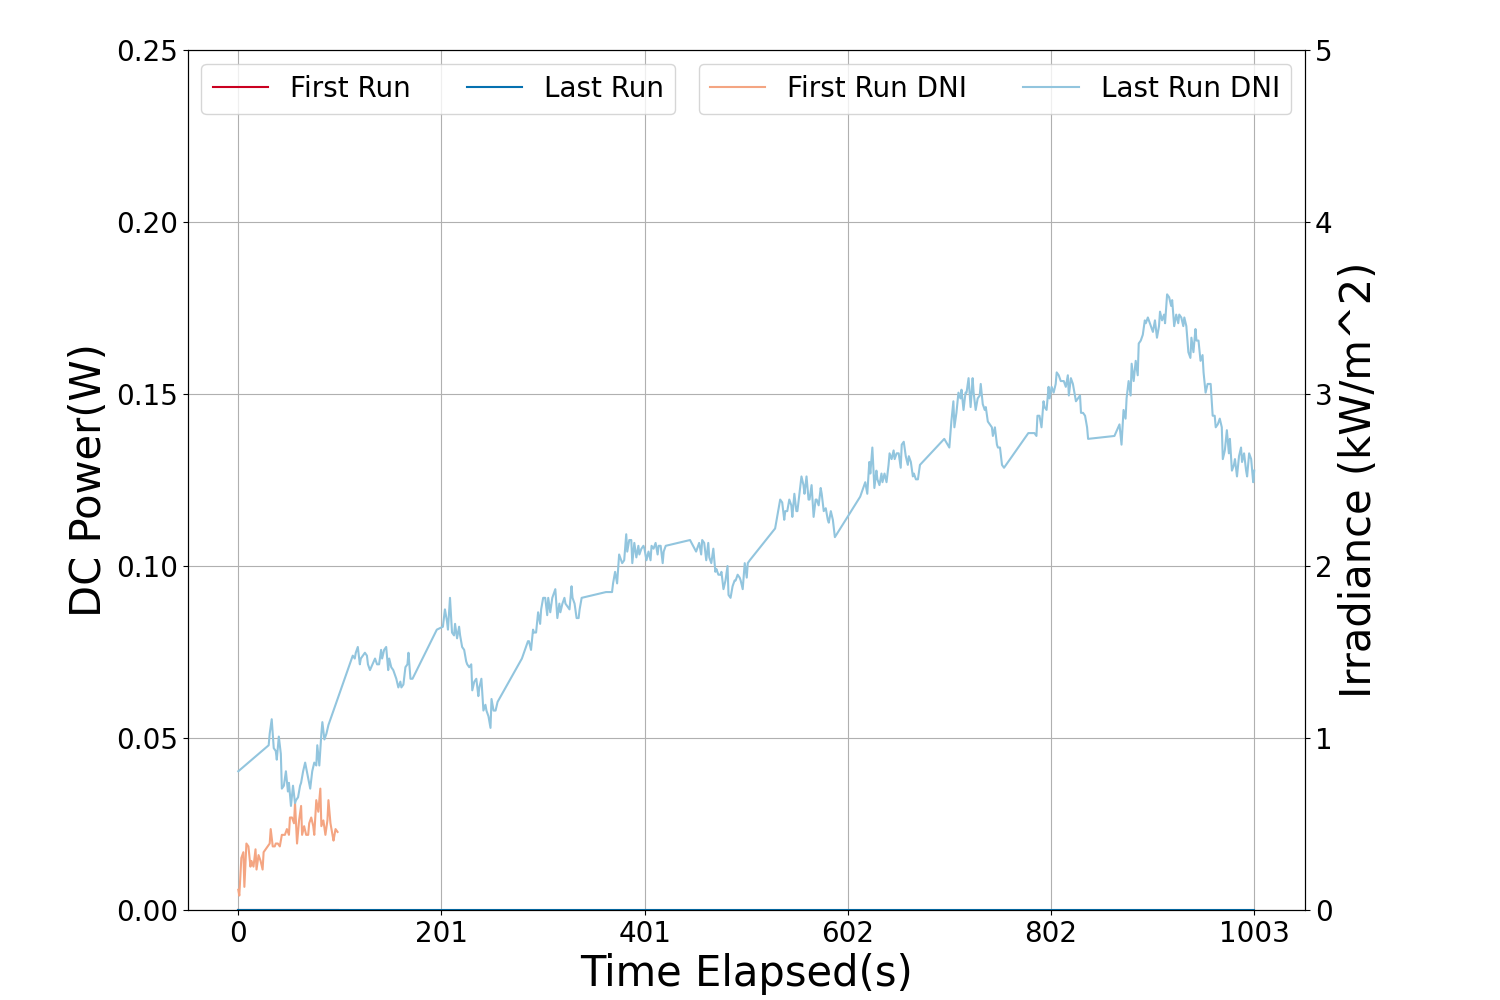 First Run
Last Run
First Run DNI
Last Run DNI
DC Power(W)
0.25
0.20
0.15
0.10
0.05
0.00
Irradiance (kW/m^2)
5
4
3
2
1
0
0
201
401
602
802
1003
Time Elapsed(s)